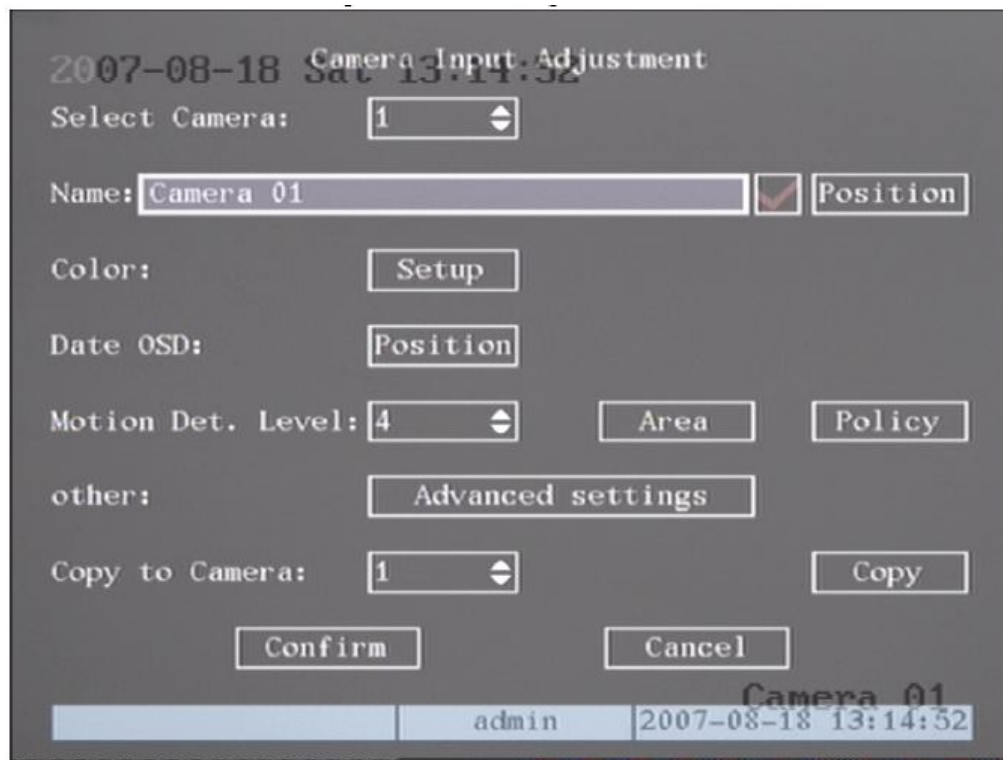 Camera Input Adjustment
2007-08-18 Sat 13:14:52
Select Camera: 1
Name: Camera 01 Position
Color: Setup
Date OSD: Position
Motion Det. Level: 4 Area Policy
other: Advanced settings
Copy to Camera: 1 Copy
Confirm Cancel
Camera 01
admin 2007-08-18 13:14:52